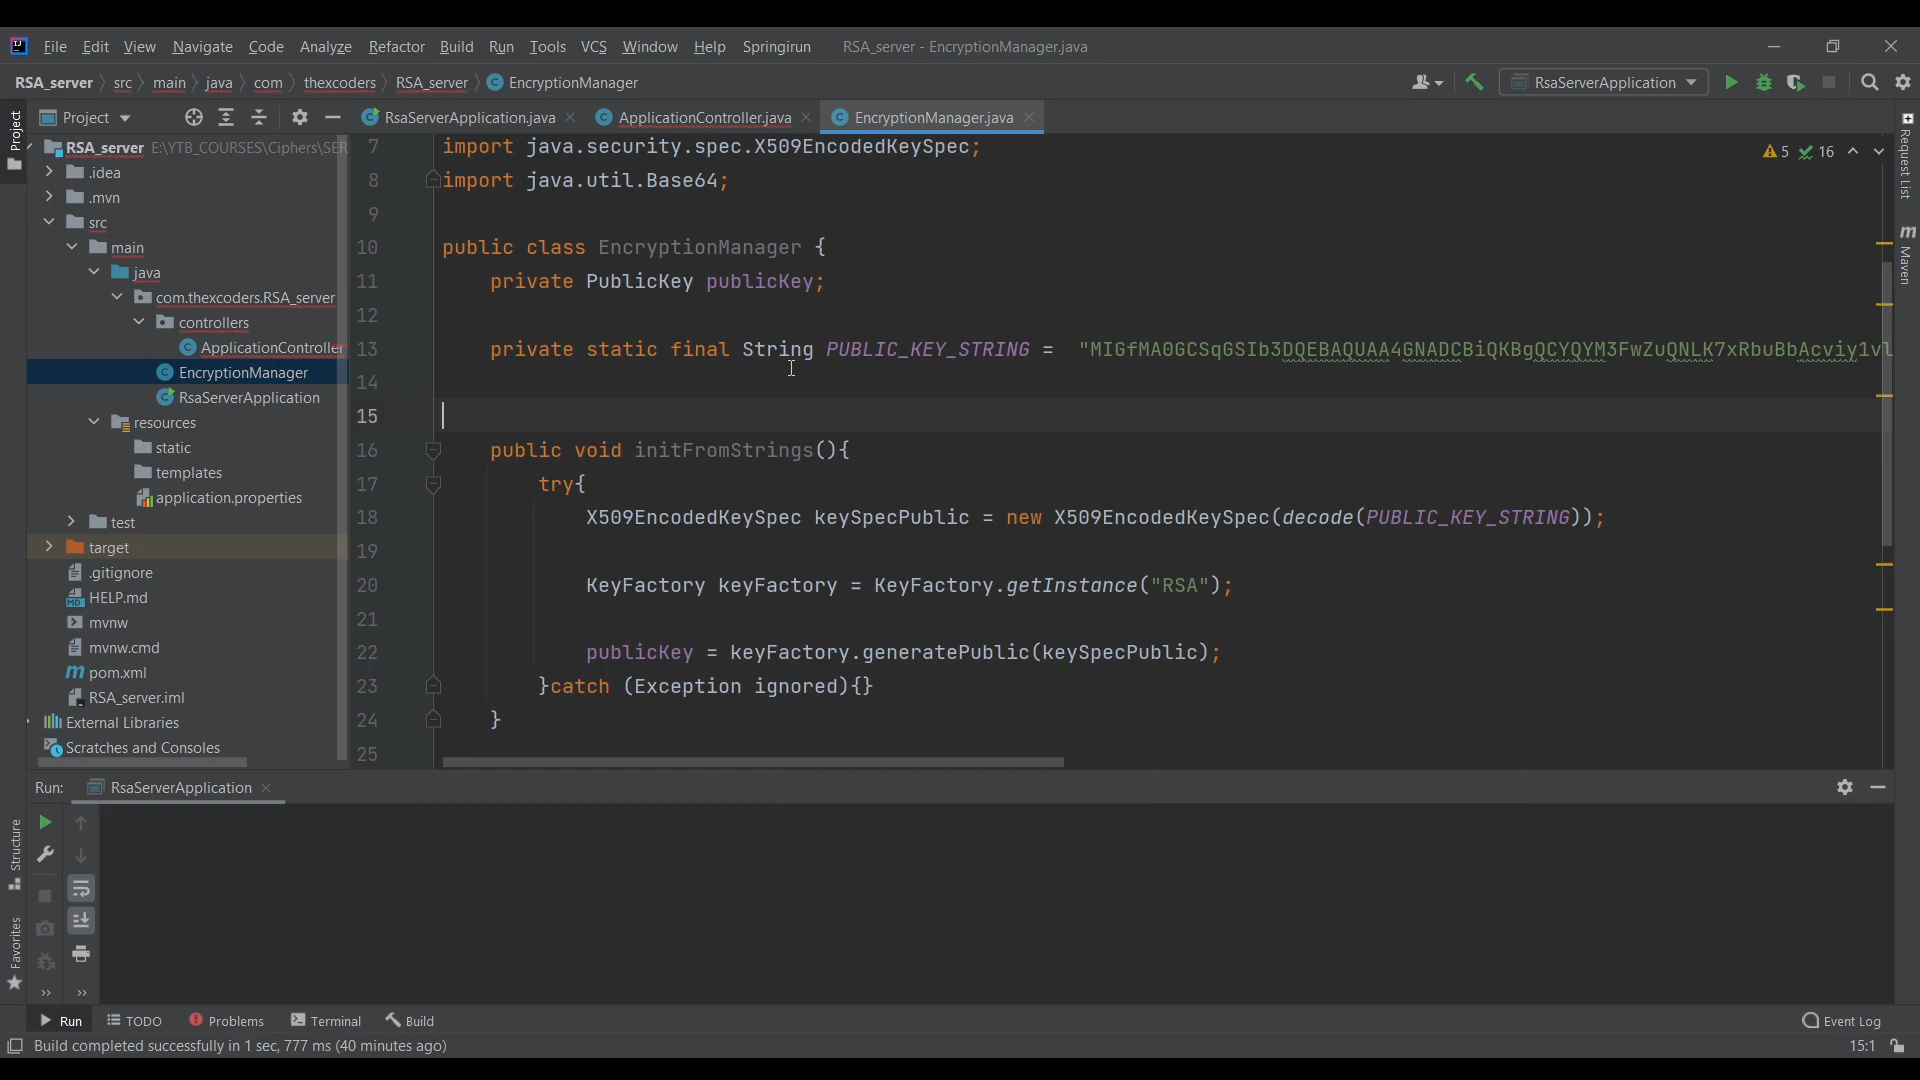 File Edit View Navigate Code Analyze Refactor Build Run Tools VCS Window Help Springirun RSA_server - EncryptionManager.java
RSA_server src main java com thexcoders RSA_server EncryptionManager RsaServerApplication
Project RsaServerApplication.java ApplicationController.java EncryptionManager.java
RSA_server E:\YTB_COURSES\Ciphers\SER
.idea
.mvn
src
main
java
com.thexcoders.RSA_server
controllers
ApplicationController
EncryptionManager
RsaServerApplication
resources
static
templates
application.properties
test
target
.gitignore
HELP.md
mvnw
mvnw.cmd
pom.xml
RSA_server.iml
External Libraries
Scratches and Consoles
5 16
7 import java.security.spec.X509EncodedKeySpec;
8 import java.util.Base64;
9
10 public class EncryptionManager {
11 private PublicKey publicKey;
12
13 private static final String PUBLIC_KEY_STRING = "MIGfMA0GCSqGSIb3DQEBAQUAA4GNADCBiQKBgQCYQYM3FwZuQNLK7xRbuBbAcviy1vl
14
15
16 public void initFromStrings(){
17 try{
18 X509EncodedKeySpec keySpecPublic = new X509EncodedKeySpec(decode(PUBLIC_KEY_STRING));
19
20 KeyFactory keyFactory = KeyFactory.getInstance("RSA");
21
22 publicKey = keyFactory.generatePublic(keySpecPublic);
23 }catch (Exception ignored){}
24 }
25
Project
Structure
Favorites
Request List
m Maven
Run: RsaServerApplication
Run TODO Problems Terminal Build Event Log
Build completed successfully in 1 sec, 777 ms (40 minutes ago) 15:1